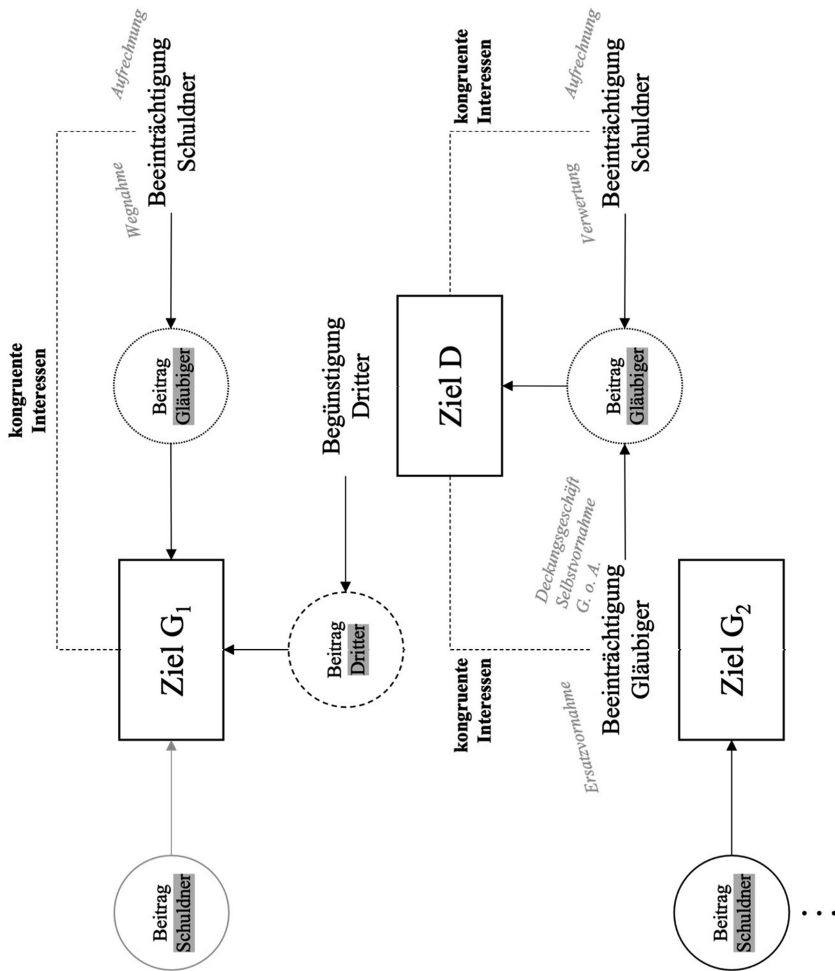 kongruente
Interessen
Beitrag
Schuldner
Ziel G₁
Beitrag
Gläubiger
Wegnahme
Aufrechnung
Beeinträchtigung
Schuldner
Beitrag
Dritter
Begünstigung
Dritter
kongruente
Interessen
Ziel D
kongruente
Interessen
Ersatzvornahme
Deckungsgeschäft
Selbstvornahme
G. o. A.
Beeinträchtigung
Gläubiger
Beitrag
Gläubiger
Verwertung
Aufrechnung
Beeinträchtigung
Schuldner
Beitrag
Schuldner
Ziel G₂
...